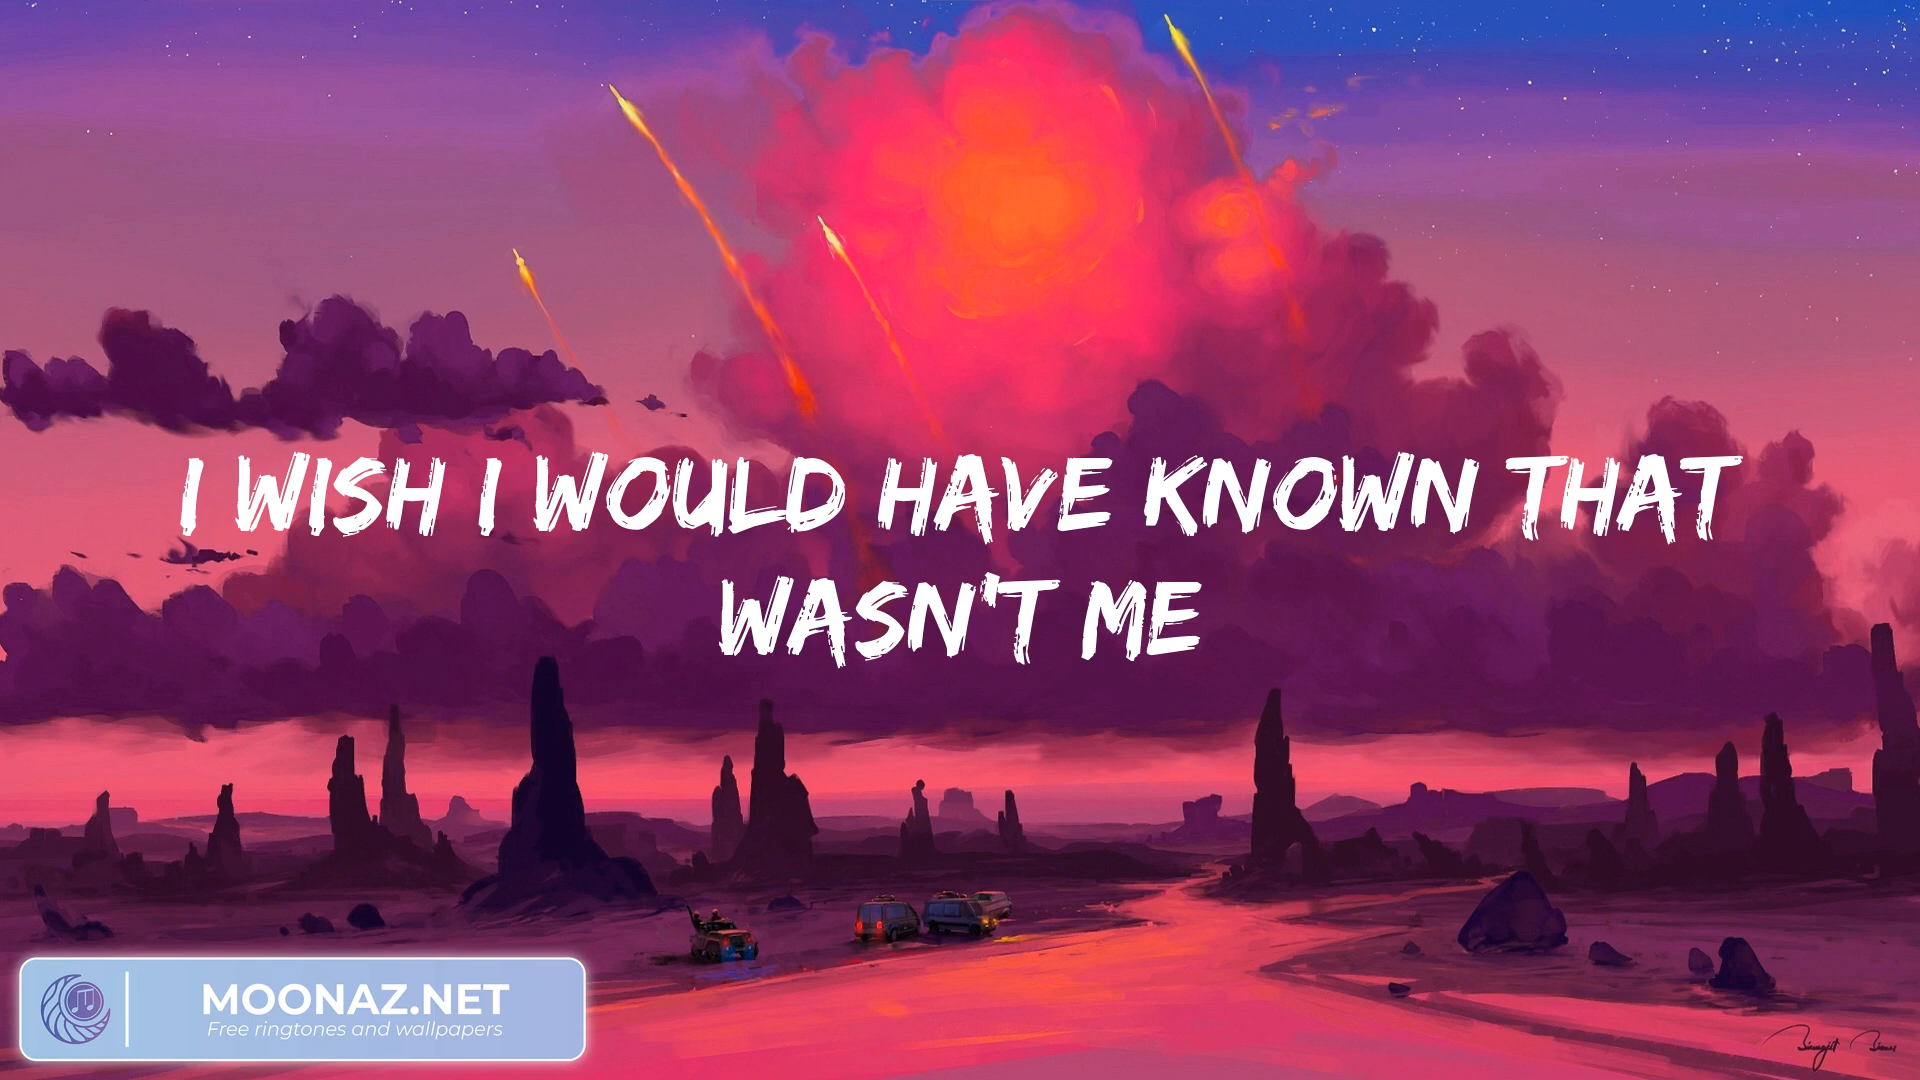 I WISH I WOULD HAVE KNOWN THAT
WASN'T ME
MOONAZ.NET
Free ringtones and wallpapers